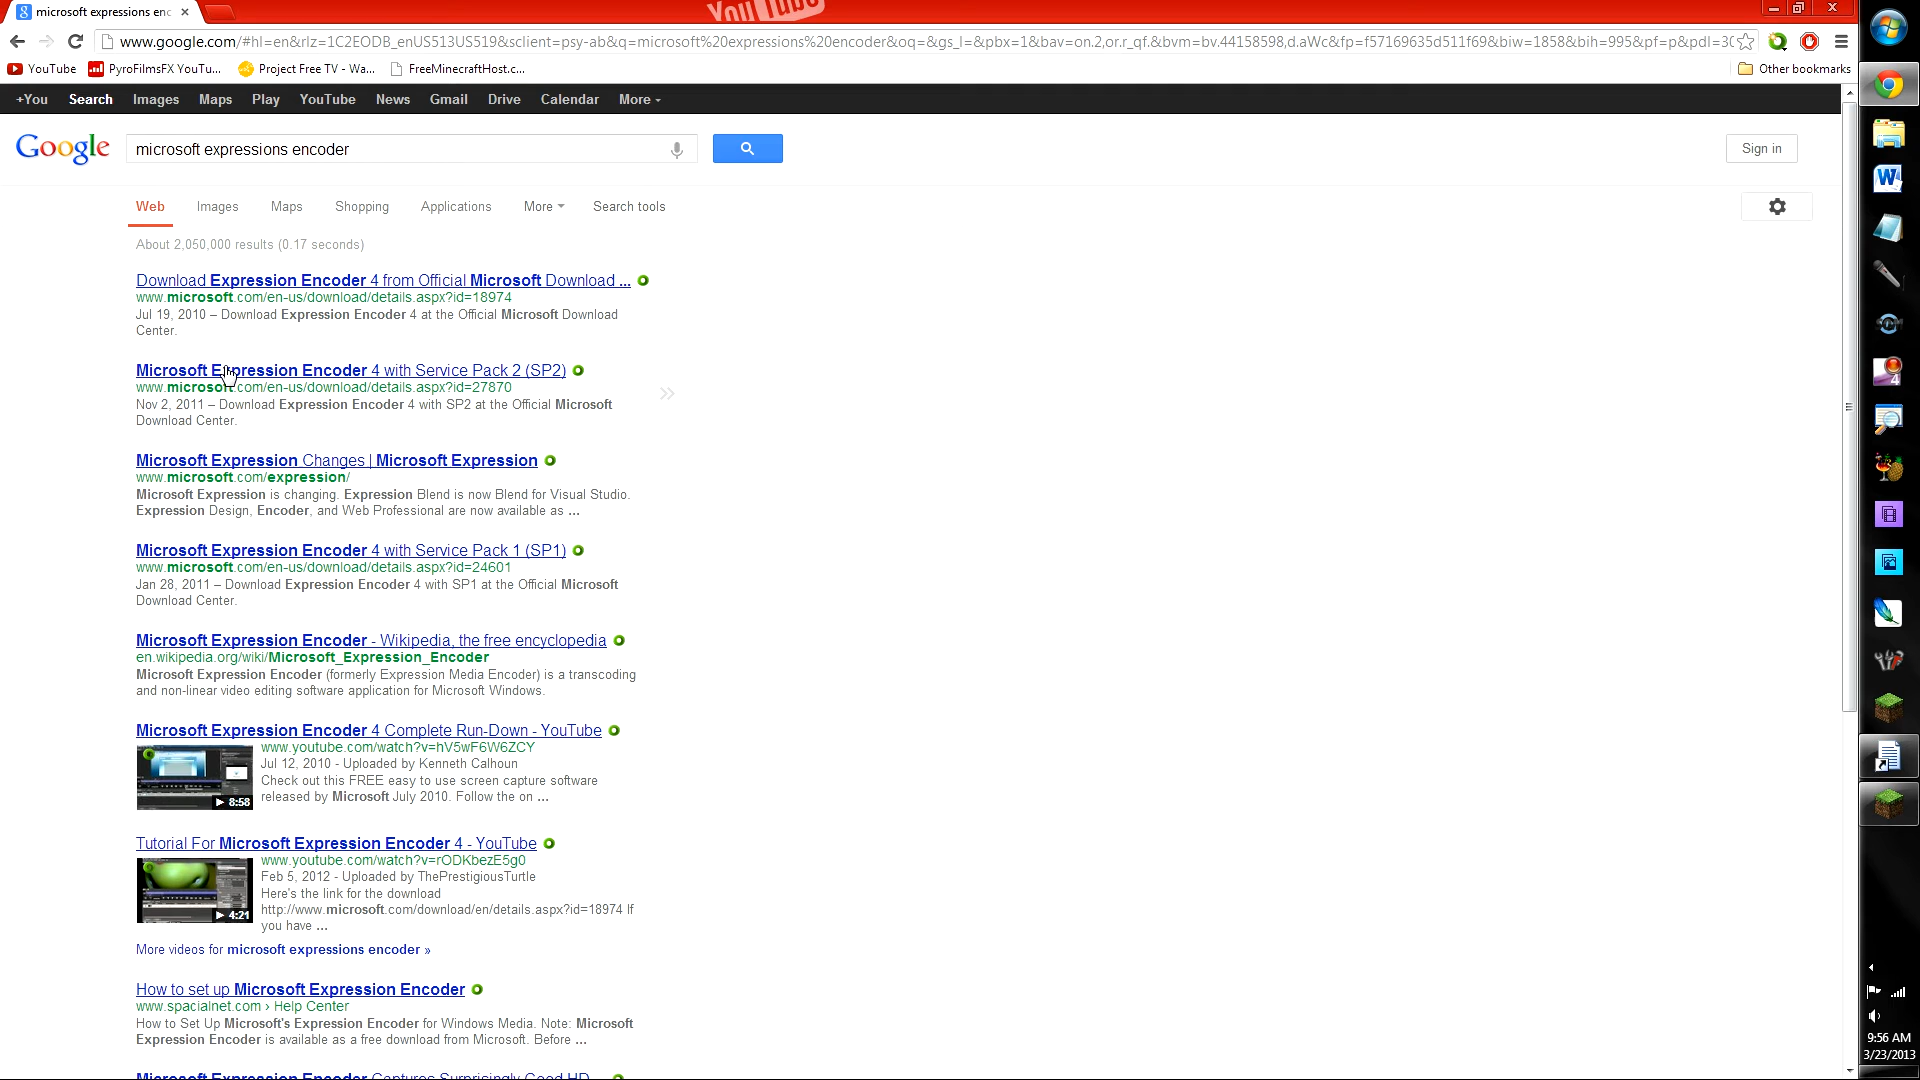 YouTube
microsoft expressions enc
www.google.com/#hl=en&rlz=1C2EODB_enUS513US519&sclient=psy-ab&q=microsoft%20expressions%20encoder&oq=&gs_l=&pbx=1&bav=on.2,or.r_qf.&bvm=bv.44158598,d.aWc&fp=f57169635d511f69&biw=1858&bih=995&pf=p&pdl=30
YouTube PyroFilmsFX YouTu... Project Free TV - Wa... FreeMinecraftHost.c... Other bookmarks
+You Search Images Maps Play YouTube News Gmail Drive Calendar More
Google microsoft expressions encoder Sign in
Web Images Maps Shopping Applications More Search tools
About 2,050,000 results (0.17 seconds)
Download Expression Encoder 4 from Official Microsoft Download ...
www.microsoft.com/en-us/download/details.aspx?id=18974
Jul 19, 2010 – Download Expression Encoder 4 at the Official Microsoft Download
Center.
Microsoft Expression Encoder 4 with Service Pack 2 (SP2)
www.microsoft.com/en-us/download/details.aspx?id=27870
Nov 2, 2011 – Download Expression Encoder 4 with SP2 at the Official Microsoft
Download Center.
Microsoft Expression Changes | Microsoft Expression
www.microsoft.com/expression/
Microsoft Expression is changing. Expression Blend is now Blend for Visual Studio.
Expression Design, Encoder, and Web Professional are now available as ...
Microsoft Expression Encoder 4 with Service Pack 1 (SP1)
www.microsoft.com/en-us/download/details.aspx?id=24601
Jan 28, 2011 – Download Expression Encoder 4 with SP1 at the Official Microsoft
Download Center.
Microsoft Expression Encoder - Wikipedia, the free encyclopedia
en.wikipedia.org/wiki/Microsoft_Expression_Encoder
Microsoft Expression Encoder (formerly Expression Media Encoder) is a transcoding
and non-linear video editing software application for Microsoft Windows.
Microsoft Expression Encoder 4 Complete Run-Down - YouTube
www.youtube.com/watch?v=hV5wF6W6ZCY
Jul 12, 2010 - Uploaded by Kenneth Calhoun
Check out this FREE easy to use screen capture software
released by Microsoft July 2010. Follow the on ...
8:58
Tutorial For Microsoft Expression Encoder 4 - YouTube
www.youtube.com/watch?v=rODKbezE5g0
Feb 5, 2012 - Uploaded by ThePrestigiousTurtle
Here's the link for the download
http://www.microsoft.com/download/en/details.aspx?id=18974 If
you have ...
4:21
More videos for microsoft expressions encoder »
How to set up Microsoft Expression Encoder
www.spacialnet.com › Help Center
How to Set Up Microsoft's Expression Encoder for Windows Media. Note: Microsoft
Expression Encoder is available as a free download from Microsoft. Before ...
Microsoft Expression Encoder Captures Surprisingly Good HD ...
W
4
9:56 AM
3/23/2013